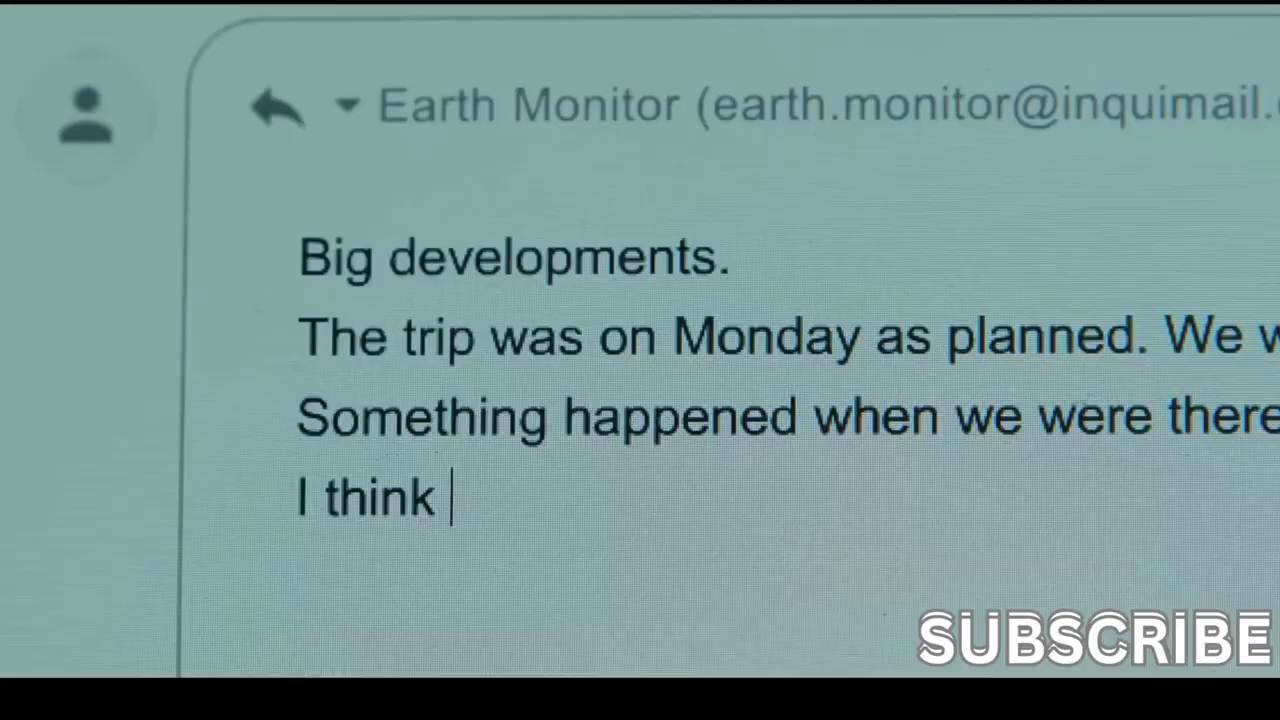 Earth Monitor (earth.monitor@inquimail.
Big developments.
The trip was on Monday as planned. We
Something happened when we were there
I think
SUBSCRIBE